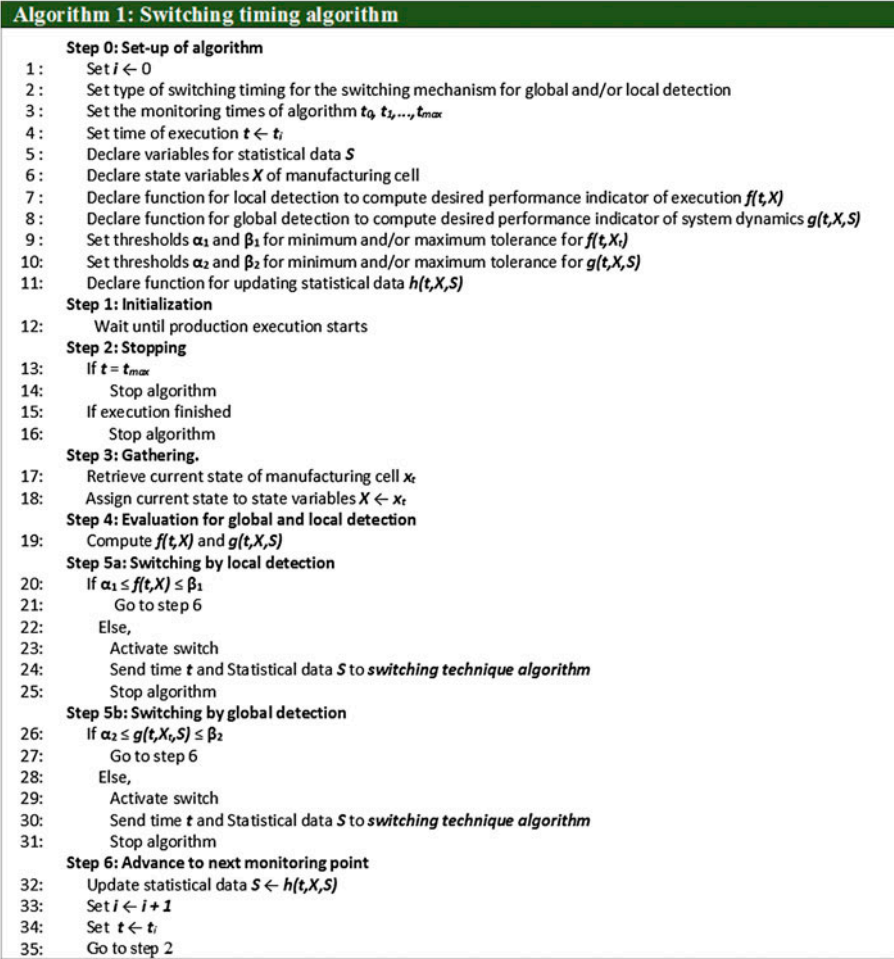 Algorithm 1: Switching timing algorithm
Step 0: Set-up of algorithm
1: Set i ← 0
2: Set type of switching timing for the switching mechanism for global and/or local detection
3: Set the monitoring times of algorithm t0, t1,...,tmax
4: Set time of execution t ← ti
5: Declare variables for statistical data S
6: Declare state variables X of manufacturing cell
7: Declare function for local detection to compute desired performance indicator of execution f(t,X)
8: Declare function for global detection to compute desired performance indicator of system dynamics g(t,X,S)
9: Set thresholds α1 and β1 for minimum and/or maximum tolerance for f(t,Xt)
10: Set thresholds α2 and β2 for minimum and/or maximum tolerance for g(t,X,S)
11: Declare function for updating statistical data h(t,X,S)
Step 1: Initialization
12: Wait until production execution starts
Step 2: Stopping
13: If t = tmax
14: Stop algorithm
15: If execution finished
16: Stop algorithm
Step 3: Gathering.
17: Retrieve current state of manufacturing cell xt
18: Assign current state to state variables X ← xt
Step 4: Evaluation for global and local detection
19: Compute f(t,X) and g(t,X,S)
Step 5a: Switching by local detection
20: If α1 ≤ f(t,X) ≤ β1
21: Go to step 6
22: Else,
23: Activate switch
24: Send time t and Statistical data S to switching technique algorithm
25: Stop algorithm
Step 5b: Switching by global detection
26: If α2 ≤ g(t,Xt,S) ≤ β2
27: Go to step 6
28: Else,
29: Activate switch
30: Send time t and Statistical data S to switching technique algorithm
31: Stop algorithm
Step 6: Advance to next monitoring point
32: Update statistical data S ← h(t,X,S)
33: Set i ← i + 1
34: Set t ← ti
35: Go to step 2